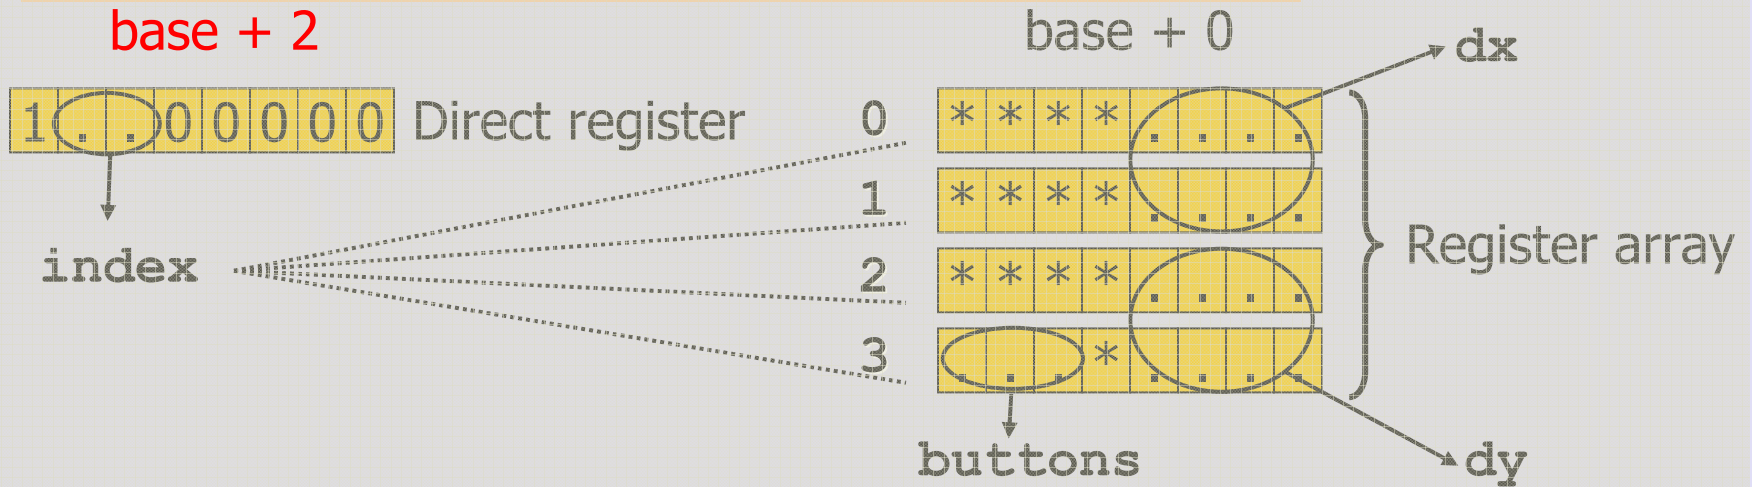 base + 2
base + 0
dx
1 . . 0 0 0 0 0 Direct register
0 * * * * . . . .
1 * * * * . . . .
index
2 * * * * . . . .
Register array
3 . . . * . . . .
buttons
dy